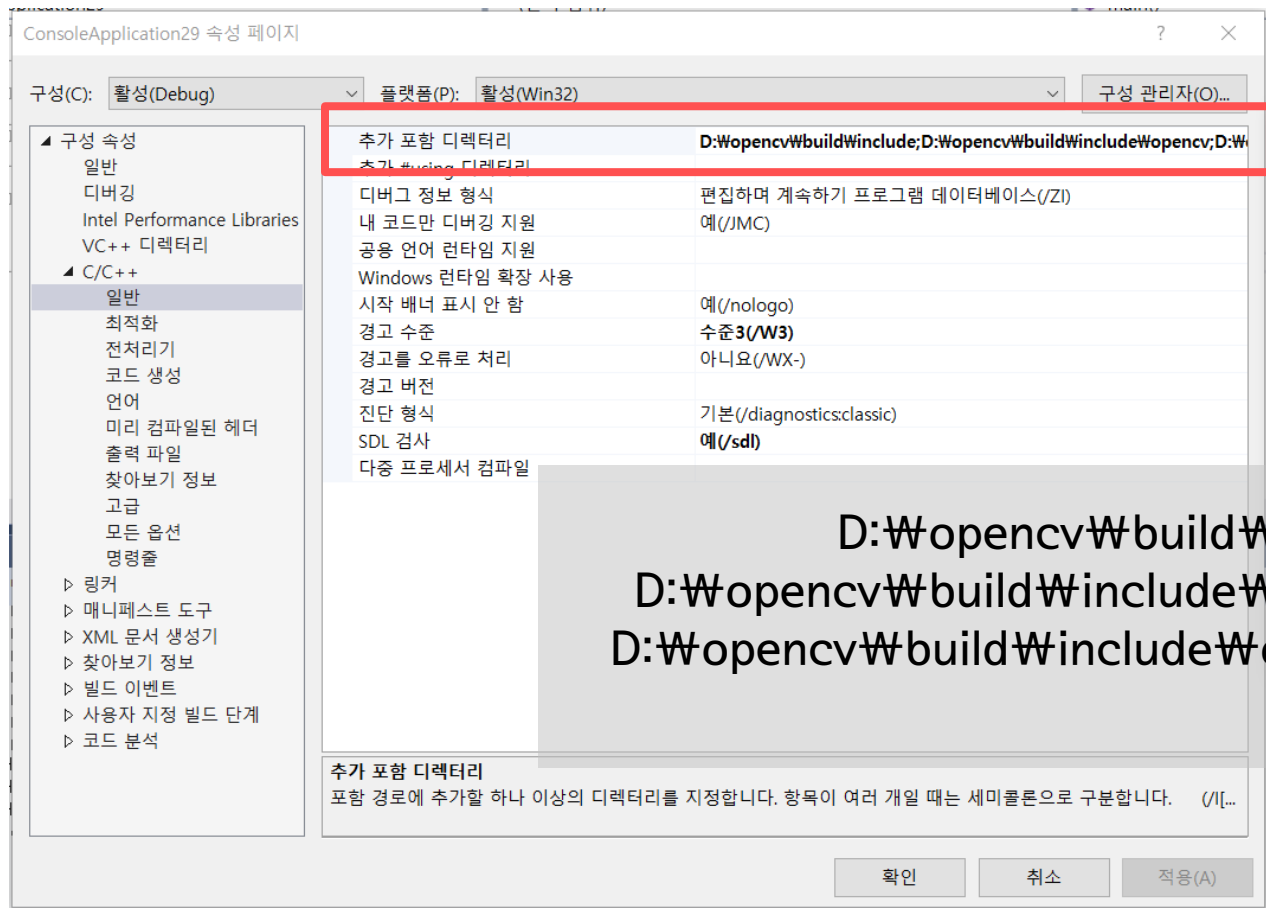 ConsoleApplication29 속성 페이지 ? ×
구성(C): 활성(Debug) 플랫폼(P): 활성(Win32) 구성 관리자(O)...
구성 속성
일반
디버깅
Intel Performance Libraries
VC++ 디렉터리
C/C++
일반
최적화
전처리기
코드 생성
언어
미리 컴파일된 헤더
출력 파일
찾아보기 정보
고급
모든 옵션
명령줄
링커
매니페스트 도구
XML 문서 생성기
찾아보기 정보
빌드 이벤트
사용자 지정 빌드 단계
코드 분석
추가 포함 디렉터리 D:₩opencv₩build₩include;D:₩opencv₩build₩include₩opencv;D:₩
추가 #using 디렉터리
디버그 정보 형식 편집하며 계속하기 프로그램 데이터베이스(/ZI)
내 코드만 디버깅 지원 예(/JMC)
공용 언어 런타임 지원
Windows 런타임 확장 사용
시작 배너 표시 안 함 예(/nologo)
경고 수준 수준3(/W3)
경고를 오류로 처리 아니요(/WX-)
경고 버전
진단 형식 기본(/diagnostics:classic)
SDL 검사 예(/sdl)
다중 프로세서 컴파일
D:₩opencv₩build₩
D:₩opencv₩build₩include₩
D:₩opencv₩build₩include₩
추가 포함 디렉터리
포함 경로에 추가할 하나 이상의 디렉터리를 지정합니다. 항목이 여러 개일 때는 세미콜론으로 구분합니다. (/I[...
확인 취소 적용(A)